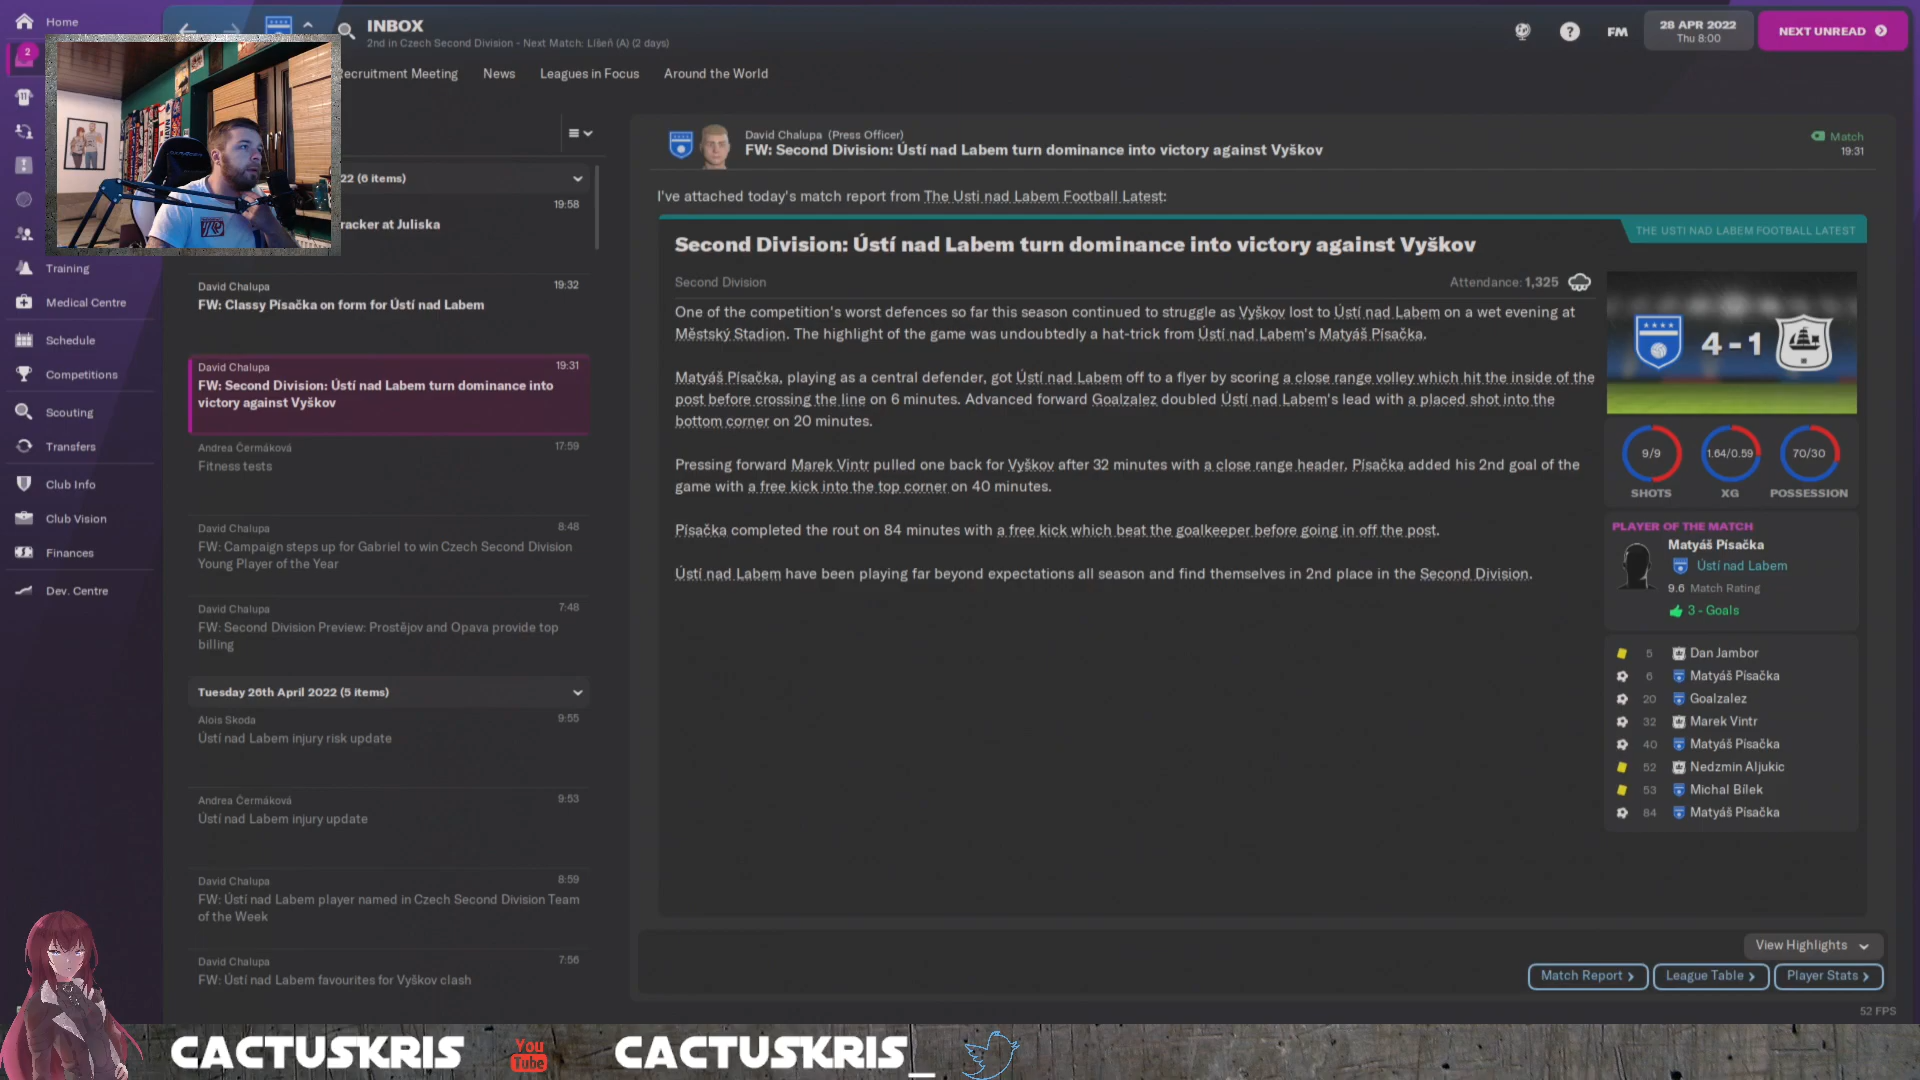 Home
INBOX
2nd in Czech Second Division - Next Match: Líšeň (A) (2 days)
FM
28 APR 2022
Thu 8:00
NEXT UNREAD
2
Recruitment Meeting
News
Leagues in Focus
Around the World
Training
Medical Centre
Schedule
Competitions
Scouting
Transfers
Club Info
Club Vision
Finances
Dev. Centre
22 (6 items)
19:58
racker at Juliska
David Chalupa
19:32
FW: Classy Písačka on form for Ústí nad Labem
David Chalupa
19:31
FW: Second Division: Ústí nad Labem turn dominance into
victory against Vyškov
Andrea Čermáková
17:59
Fitness tests
David Chalupa
8:48
FW: Campaign steps up for Gabriel to win Czech Second Division
Young Player of the Year
David Chalupa
7:48
FW: Second Division Preview: Prostějov and Opava provide top
billing
Tuesday 26th April 2022 (5 items)
Alois Skoda
9:55
Ústí nad Labem injury risk update
Andrea Čermáková
9:53
Ústí nad Labem injury update
David Chalupa
8:59
FW: Ústí nad Labem player named in Czech Second Division Team
of the Week
David Chalupa
7:56
FW: Ústí nad Labem favourites for Vyškov clash
David Chalupa (Press Officer)
FW: Second Division: Ústí nad Labem turn dominance into victory against Vyškov
Match
19:31
I've attached today's match report from The Usti nad Labem Football Latest:
THE USTI NAD LABEM FOOTBALL LATEST
Second Division: Ústí nad Labem turn dominance into victory against Vyškov
Second Division
Attendance: 1,325
One of the competition's worst defences so far this season continued to struggle as Vyškov lost to Ústí nad Labem on a wet evening at
Městský Stadion. The highlight of the game was undoubtedly a hat-trick from Ústí nad Labem's Matyáš Písačka.
Matyáš Písačka, playing as a central defender, got Ústí nad Labem off to a flyer by scoring a close range volley which hit the inside of the
post before crossing the line on 6 minutes. Advanced forward Goalzalez doubled Ústí nad Labem's lead with a placed shot into the
bottom corner on 20 minutes.
Pressing forward Marek Vintr pulled one back for Vyškov after 32 minutes with a close range header. Písačka added his 2nd goal of the
game with a free kick into the top corner on 40 minutes.
Písačka completed the rout on 84 minutes with a free kick which beat the goalkeeper before going in off the post.
Ústí nad Labem have been playing far beyond expectations all season and find themselves in 2nd place in the Second Division.
4 - 1
9/9
1.64/0.59
70/30
SHOTS
XG
POSSESSION
PLAYER OF THE MATCH
Matyáš Písačka
Ústí nad Labem
9.6 Match Rating
3 - Goals
5 Dan Jambor
6 Matyáš Písačka
20 Goalzalez
32 Marek Vintr
40 Matyáš Písačka
52 Nedzmin Aljukic
53 Michal Bílek
84 Matyáš Písačka
View Highlights
Match Report
League Table
Player Stats
52 FPS
CACTUSKRIS
You
Tube
CACTUSKRIS_